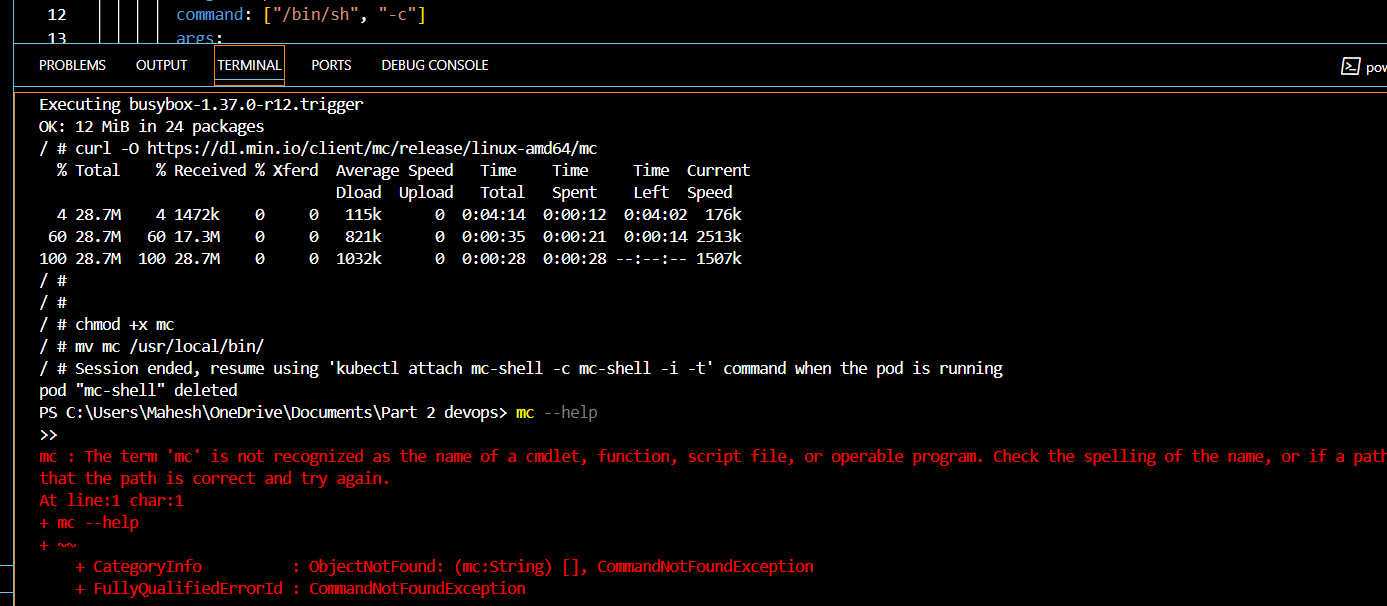 12 command: ["/bin/sh", "-c"]
13 args:
PROBLEMS OUTPUT TERMINAL PORTS DEBUG CONSOLE
Executing busybox-1.37.0-r12.trigger
OK: 12 MiB in 24 packages
/ # curl -O https://dl.min.io/client/mc/release/linux-amd64/mc
% Total % Received % Xferd Average Speed Time Time Time Current
Dload Upload Total Spent Left Speed
4 28.7M 4 1472k 0 0 115k 0 0:04:14 0:00:12 0:04:02 176k
60 28.7M 60 17.3M 0 0 821k 0 0:00:35 0:00:21 0:00:14 2513k
100 28.7M 100 28.7M 0 0 1032k 0 0:00:28 0:00:28 --:--:-- 1507k
/ #
/ #
/ # chmod +x mc
/ # mv mc /usr/local/bin/
/ # Session ended, resume using 'kubectl attach mc-shell -c mc-shell -i -t' command when the pod is running
pod "mc-shell" deleted
PS C:\Users\Mahesh\OneDrive\Documents\Part 2 devops> mc --help
>>
mc : The term 'mc' is not recognized as the name of a cmdlet, function, script file, or operable program. Check the spelling of the name, or if a path
that the path is correct and try again.
At line:1 char:1
+ mc --help
+ ~~
+ CategoryInfo : ObjectNotFound: (mc:String) [], CommandNotFoundException
+ FullyQualifiedErrorId : CommandNotFoundException